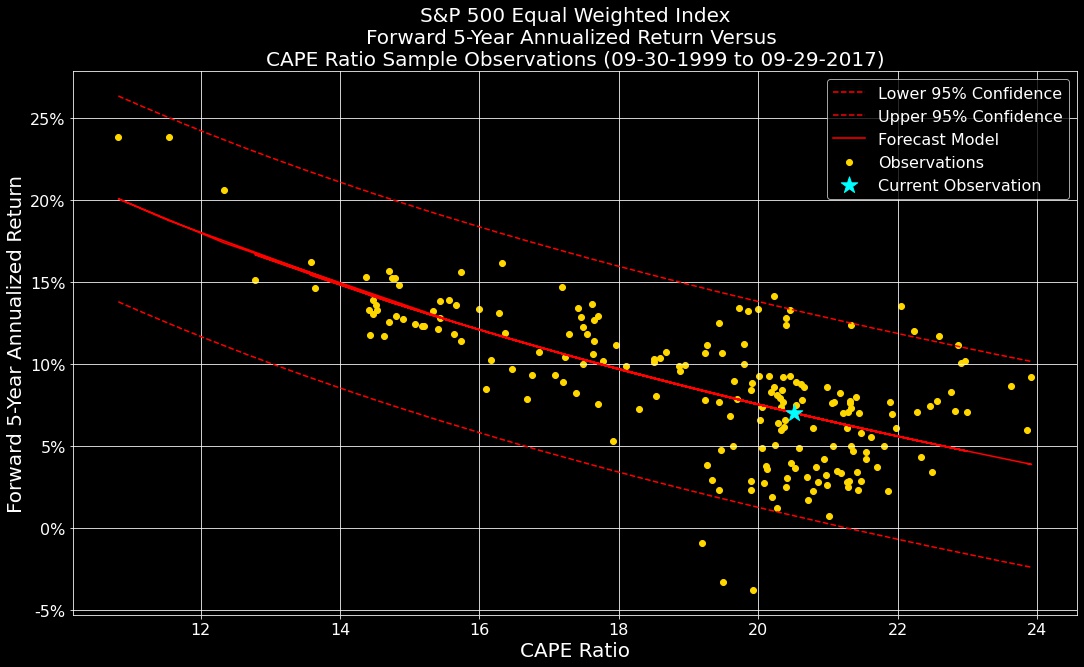 S&P 500 Equal Weighted Index
Forward 5-Year Annualized Return Versus
CAPE Ratio Sample Observations (09-30-1999 to 09-29-2017)
Lower 95% Confidence
Upper 95% Confidence
Forecast Model
Observations
Current Observation
Forward 5-Year Annualized Return
25%
20%
15%
10%
5%
0%
-5%
12 14 16 18 20 22 24
CAPE Ratio